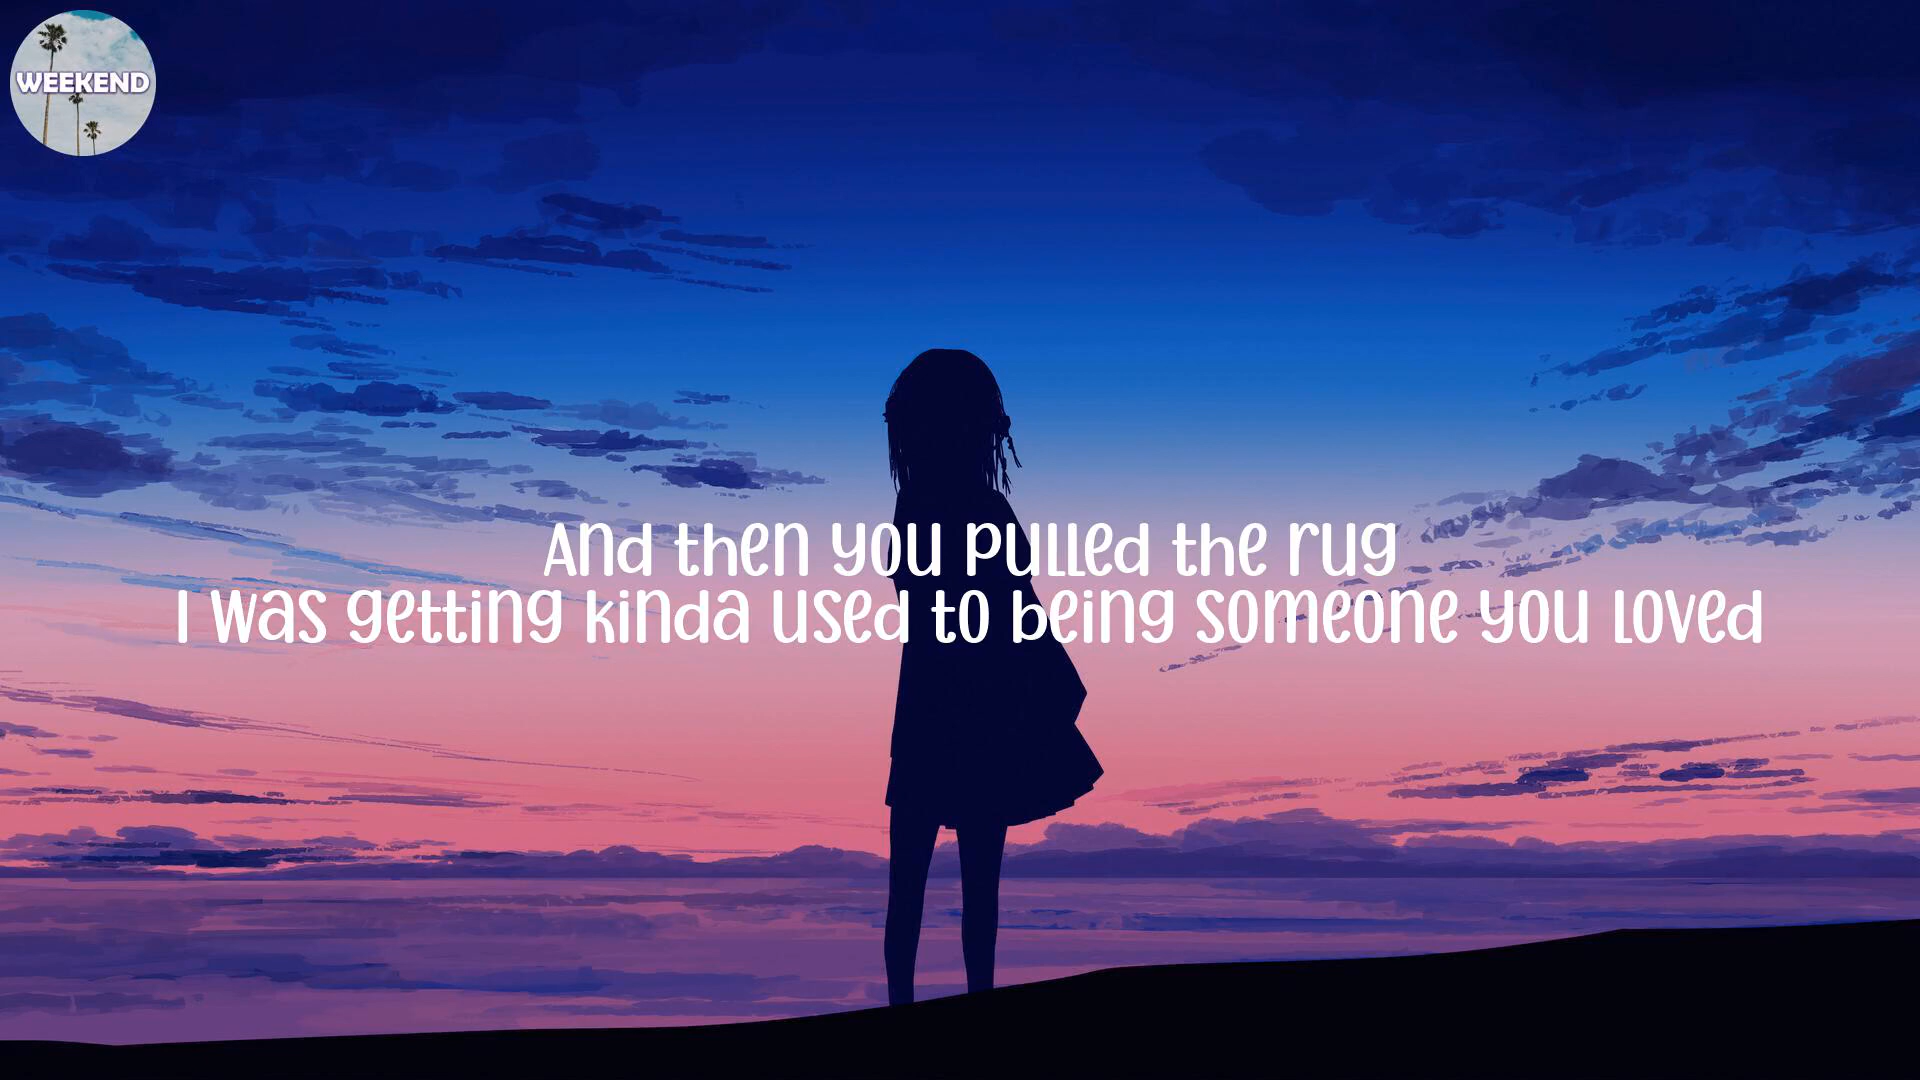 WEEKEND
And then you pulled the rug
I was getting kinda used to being someone you loved